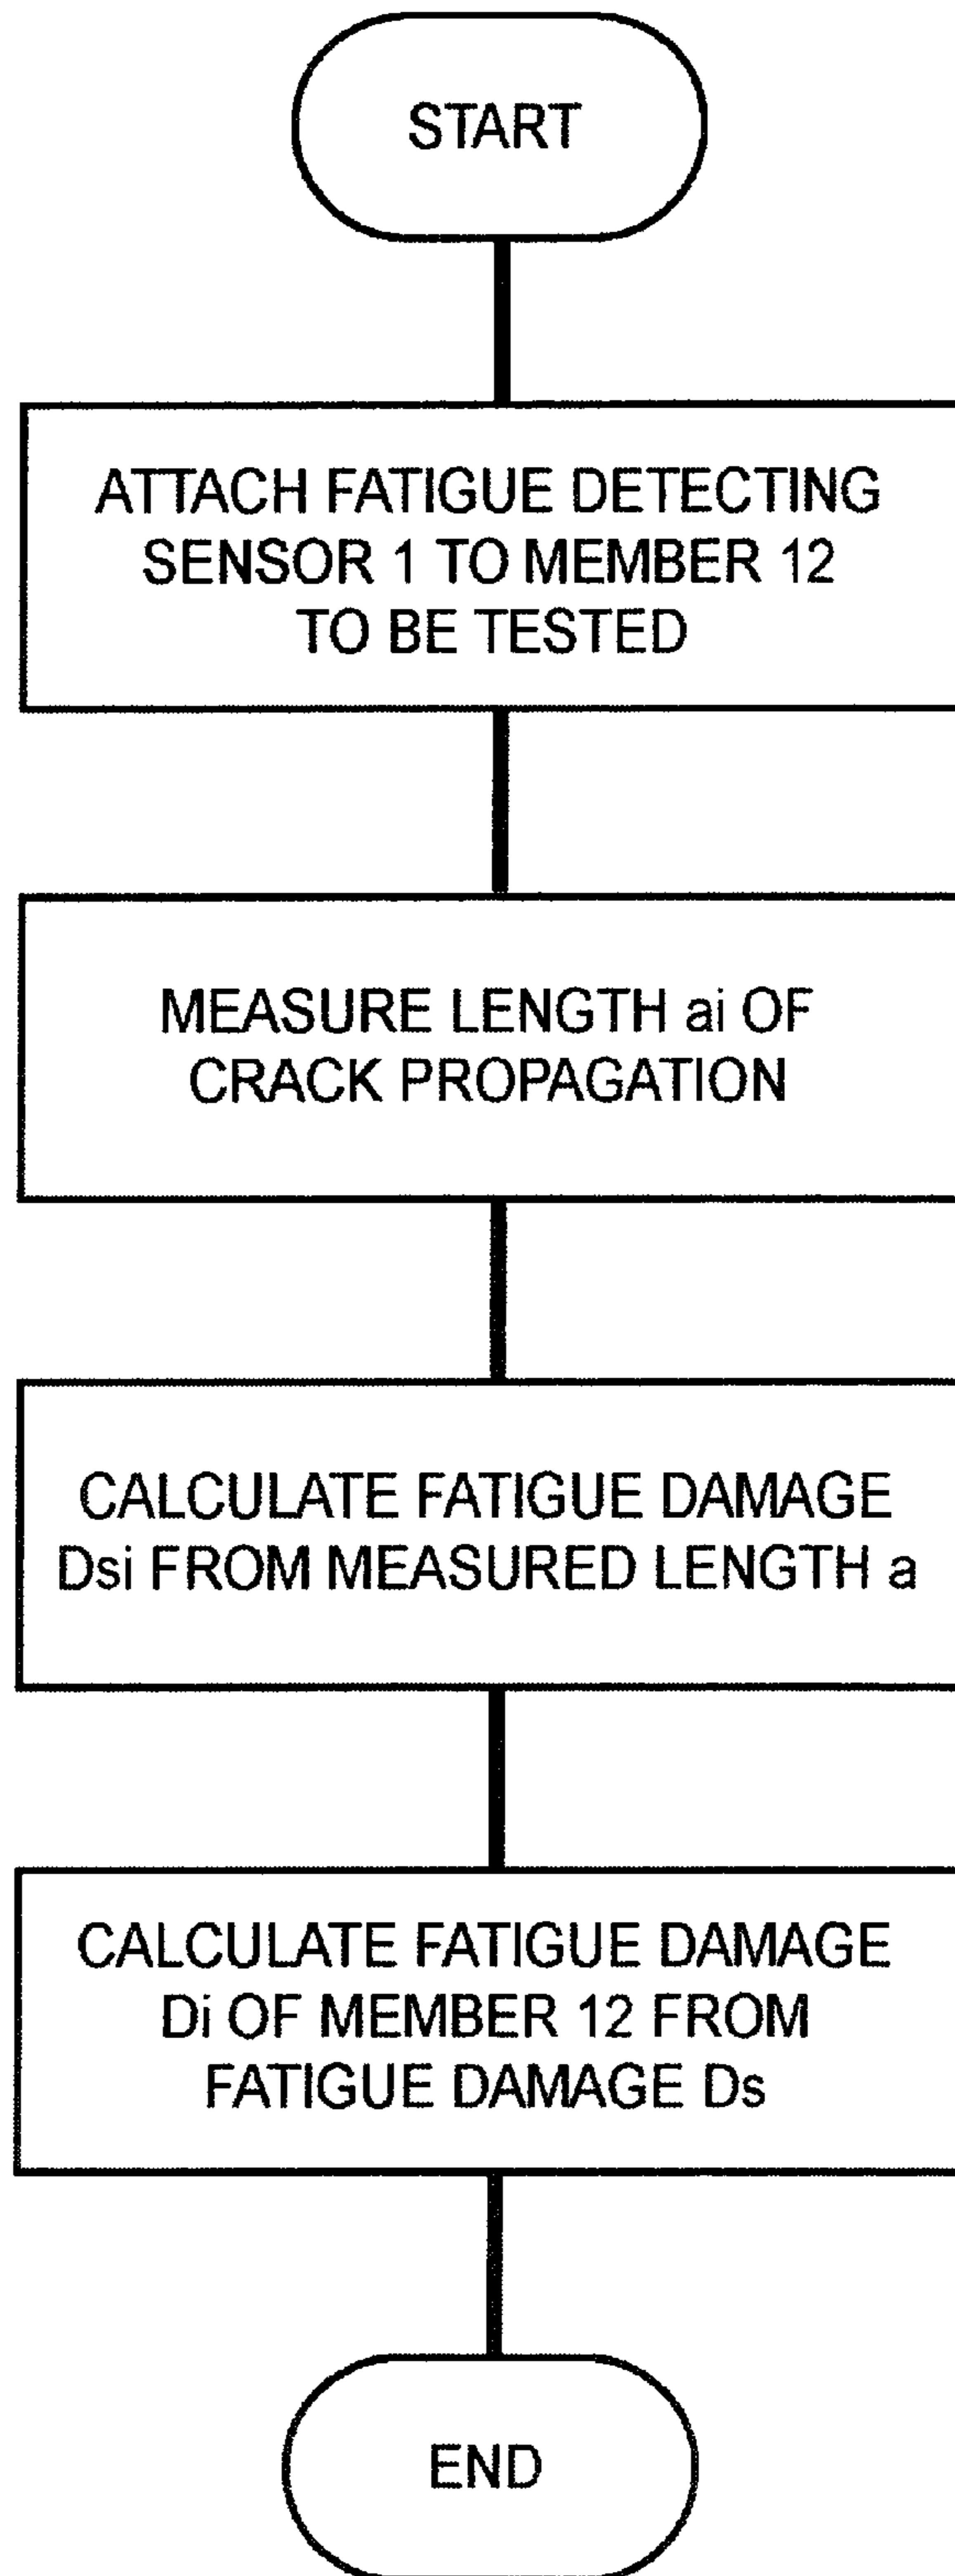 START
ATTACH FATIGUE DETECTING
SENSOR 1 TO MEMBER 12
TO BE TESTED
MEASURE LENGTH ai OF
CRACK PROPAGATION
CALCULATE FATIGUE DAMAGE
Dsi FROM MEASURED LENGTH a
CALCULATE FATIGUE DAMAGE
Di OF MEMBER 12 FROM
FATIGUE DAMAGE Ds
END